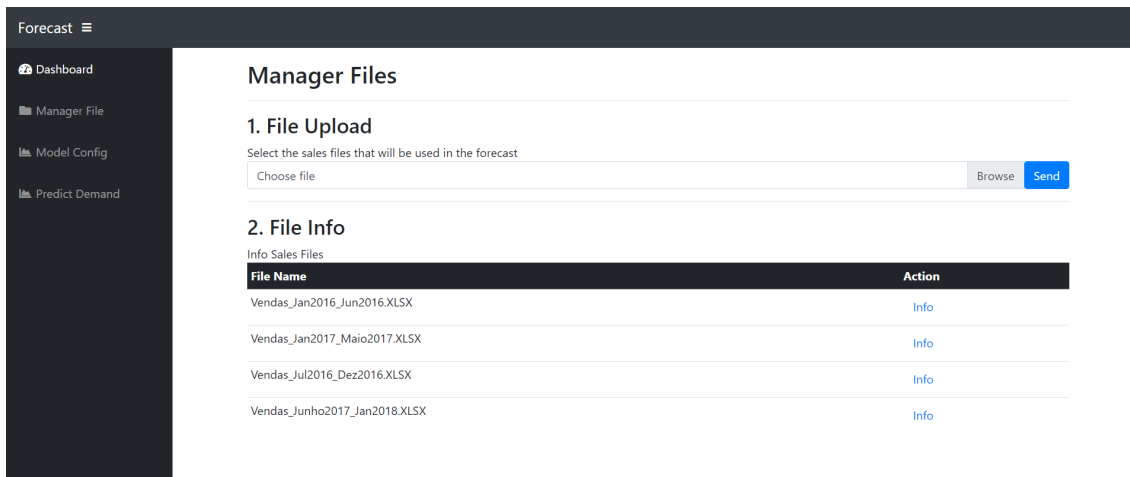 Forecast
Dashboard
Manager File
Model Config
Predict Demand
Manager Files
1. File Upload
Select the sales files that will be used in the forecast
Choose file Browse Send
2. File Info
Info Sales Files
File Name Action
Vendas_Jan2016_Jun2016.XLSX Info
Vendas_Jan2017_Maio2017.XLSX Info
Vendas_Jul2016_Dez2016.XLSX Info
Vendas_Junho2017_Jan2018.XLSX Info